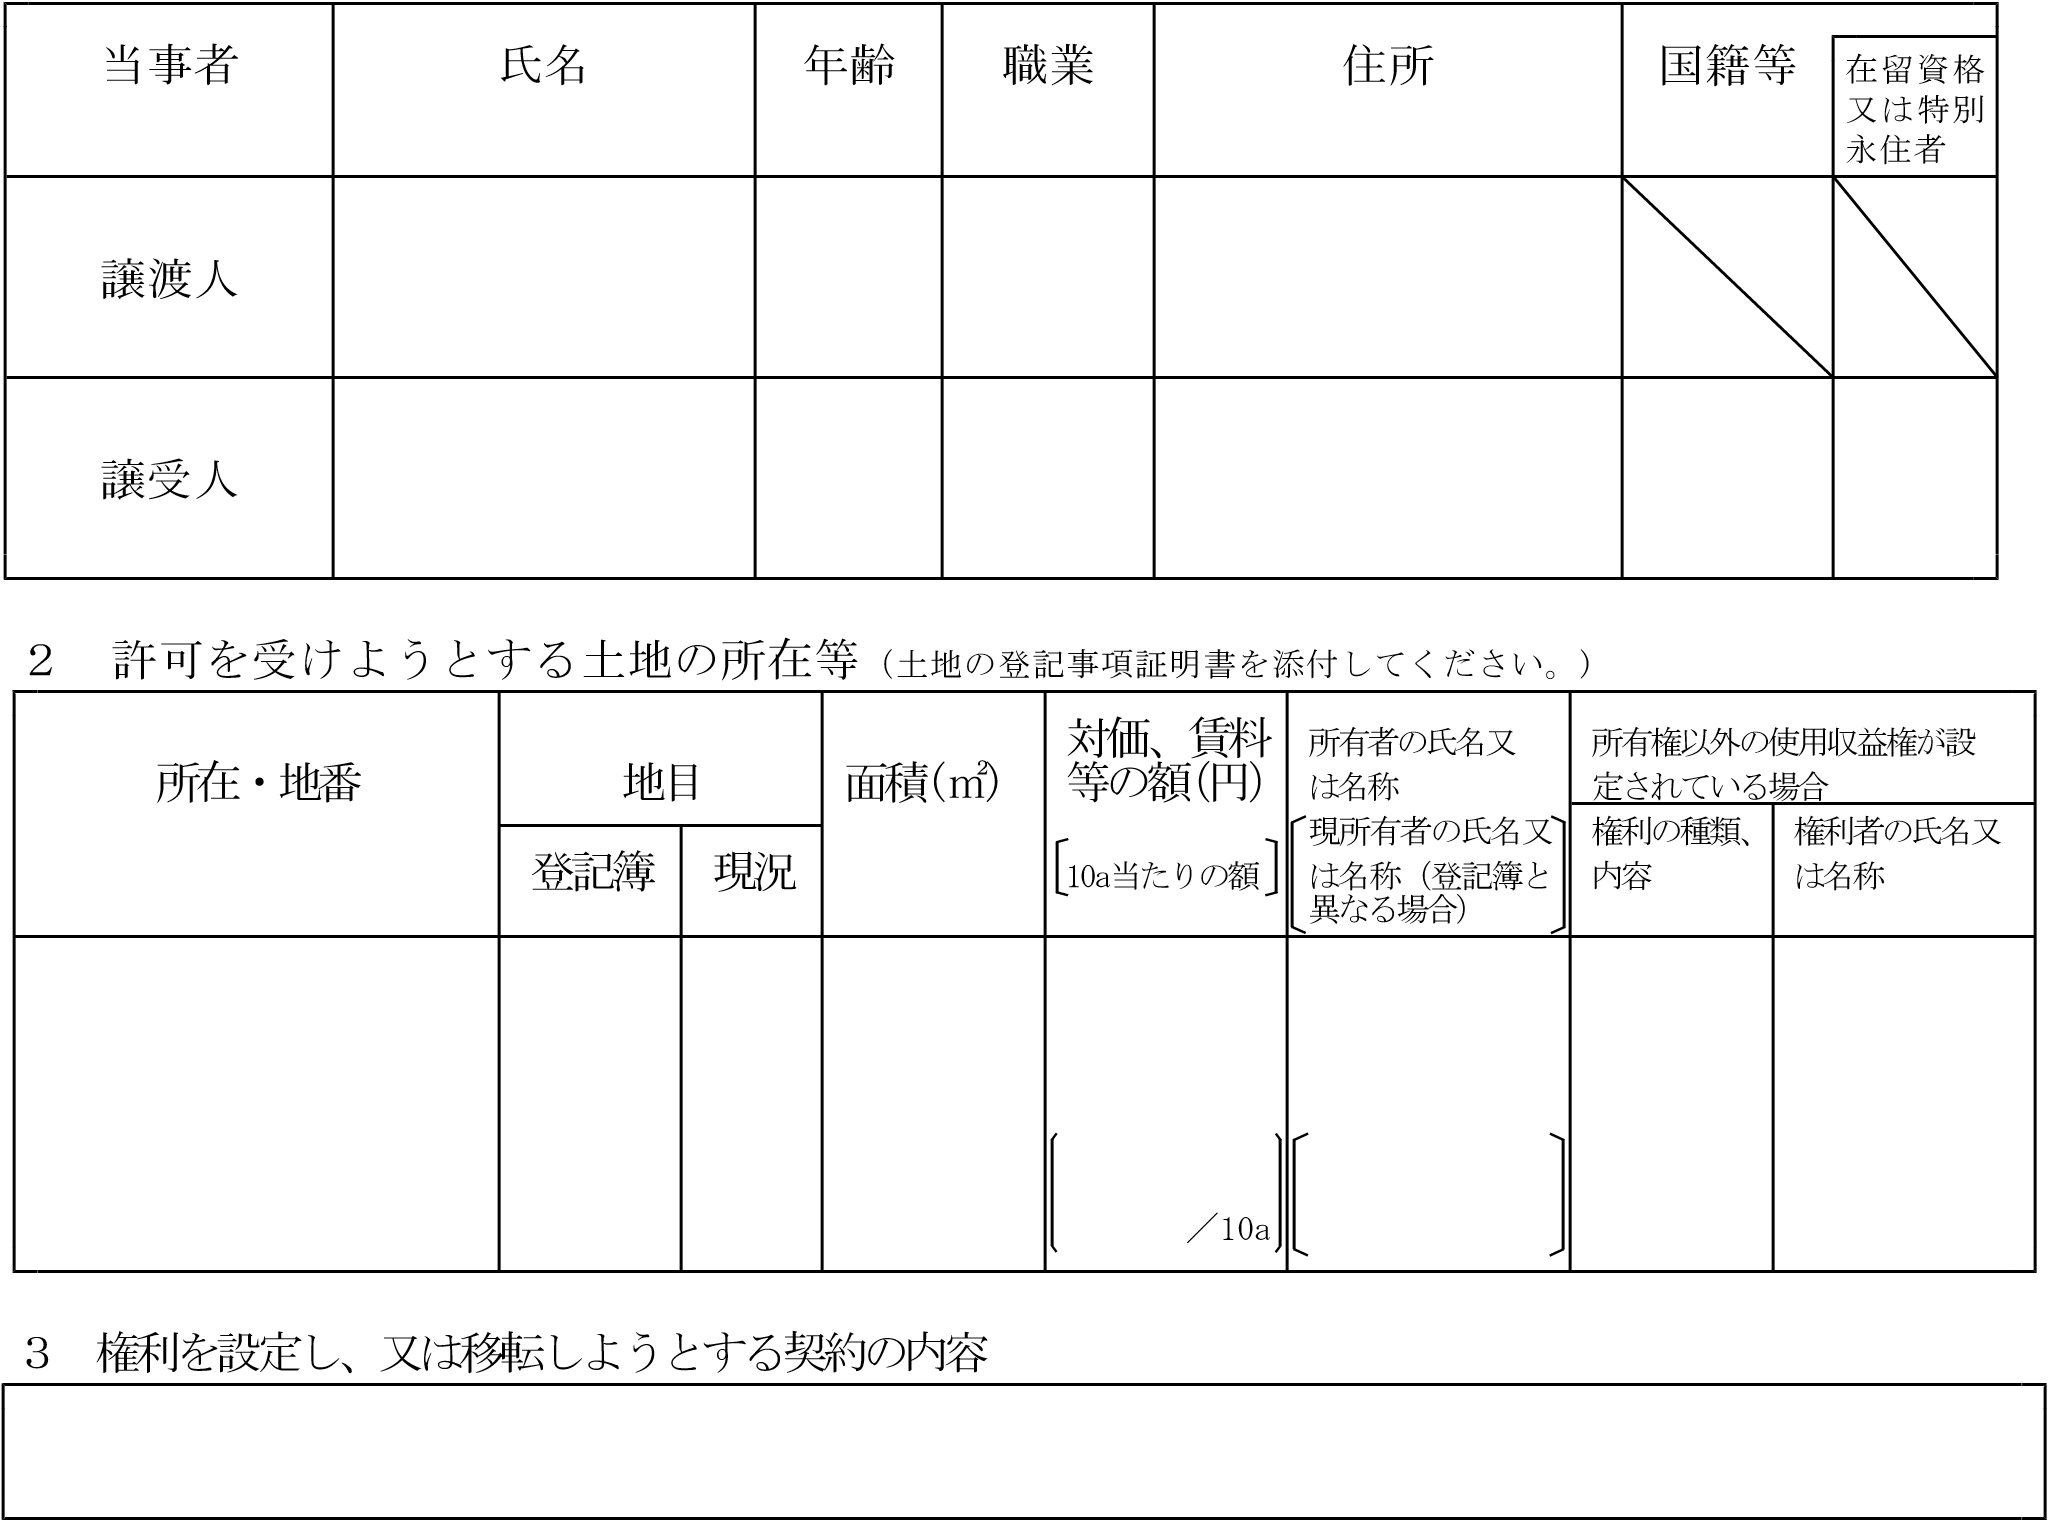 当事者 氏名 年齢 職業 住所 国籍等
在留資格
又は特別
永住者
譲渡人
譲受人
２　許可を受けようとする土地の所在等（土地の登記事項証明書を添付してください。）
所在・地番
地目
登記簿 現況
面積(㎡)
対価、賃料
等の額(円)
〔10a当たりの額〕
所有者の氏名又
は名称
〔現所有者の氏名又
は名称（登記簿と
異なる場合）〕
所有権以外の使用収益権が設
定されている場合
権利の種類、
内容
権利者の氏名又
は名称
／10a
３　権利を設定し、又は移転しようとする契約の内容